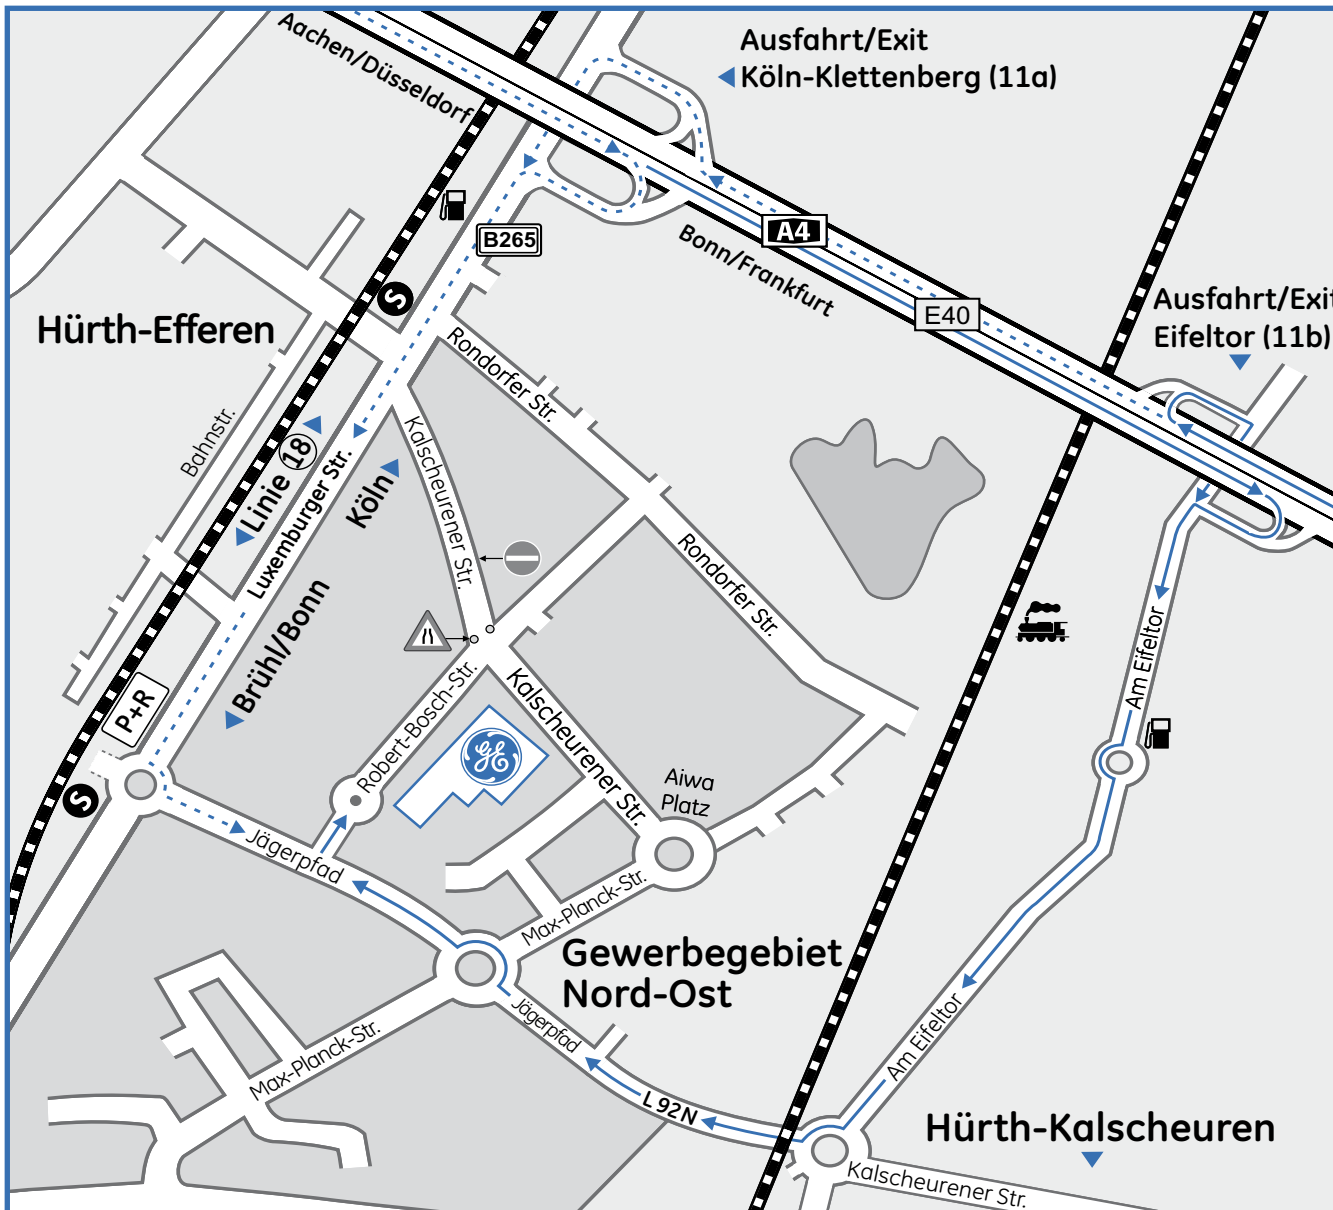 Aachen/Düsseldorf
Ausfahrt/Exit
Köln-Klettenberg (11a)
B265
A4
Bonn/Frankfurt
E40
Ausfahrt/Exit
Eifeltor (11b)
S
Hürth-Efferen
Rondorfer Str.
Bahnstr.
Linie 18
Luxemburger Str.
Köln
Kalscheurener Str.
Rondorfer Str.
Brühl/Bonn
P+R
S
Robert-Bosch-Str.
GE
Kalscheurener Str.
Am Eifeltor
Aiwa
Platz
Jägerpfad
Max-Planck-Str.
Gewerbegebiet
Nord-Ost
Jägerpfad
Max-Planck-Str.
Am Eifeltor
L 92N
Hürth-Kalscheuren
Kalscheurener Str.